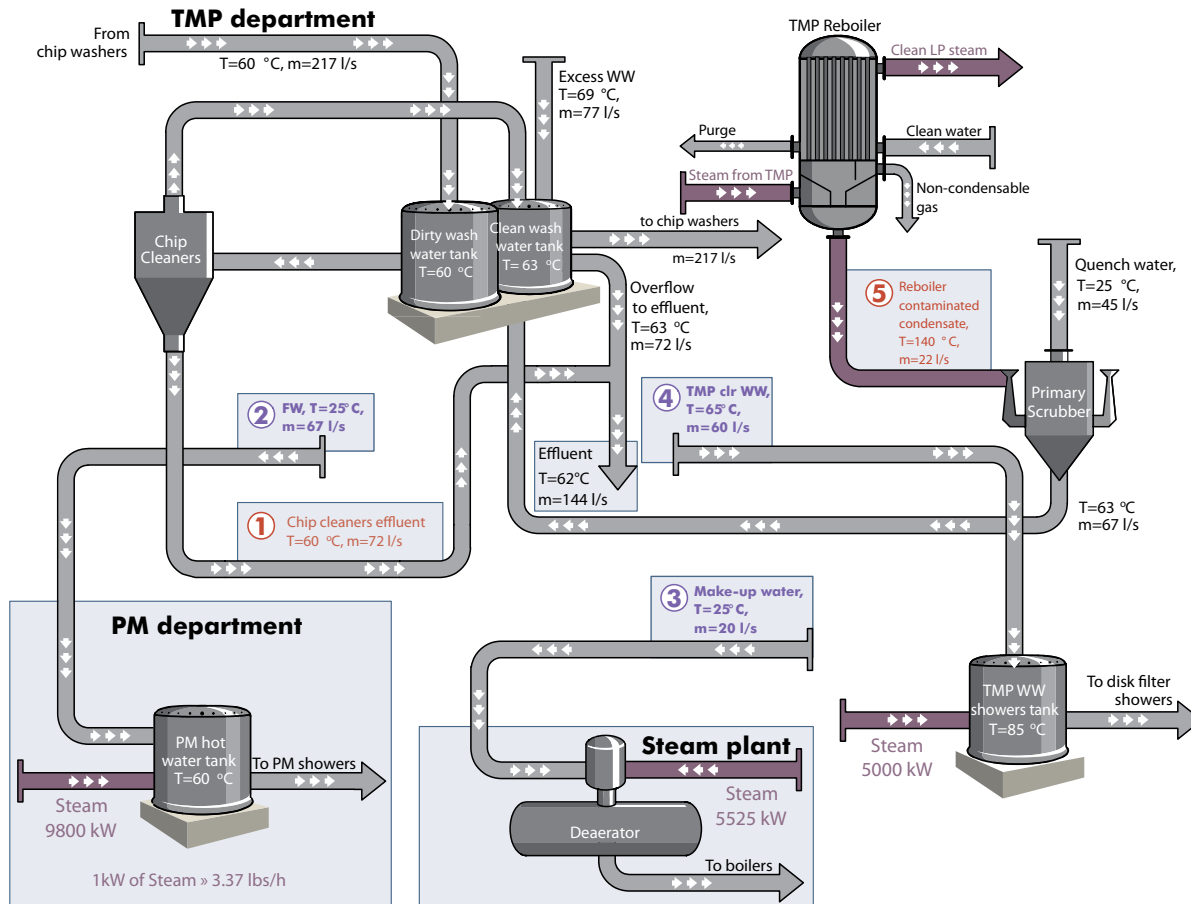 TMP department
From
chip washers
T=60 °C, m=217 l/s
Excess WW
T=69 °C,
m=77 l/s
TMP Reboiler
Clean LP steam
Purge
Clean water
Steam from TMP
Non-condensable
gas
Chip
Cleaners
Dirty wash
water tank
T=60 °C
Clean wash
water tank
T= 63 °C
to chip washers
m=217 l/s
Overflow
to effluent,
T=63 °C
m=72 l/s
5
Reboiler
contaminated
condensate,
T=140 °C,
m=22 l/s
Quench water,
T=25 °C,
m=45 l/s
Primary
Scrubber
2
FW, T=25°C,
m=67 l/s
4
TMP clr WW,
T=65°C,
m=60 l/s
Effluent
T=62°C
m=144 l/s
T=63 °C
m=67 l/s
1
Chip cleaners effluent
T=60 °C, m=72 l/s
3
Make-up water,
T=25°C,
m=20 l/s
PM department
PM hot
water tank
T=60 °C
To PM showers
Steam
9800 kW
1kW of Steam » 3.37 lbs/h
Steam plant
Steam
5525 kW
Deaerator
To boilers
TMP WW
showers tank
T=85 °C
To disk filter
showers
Steam
5000 kW